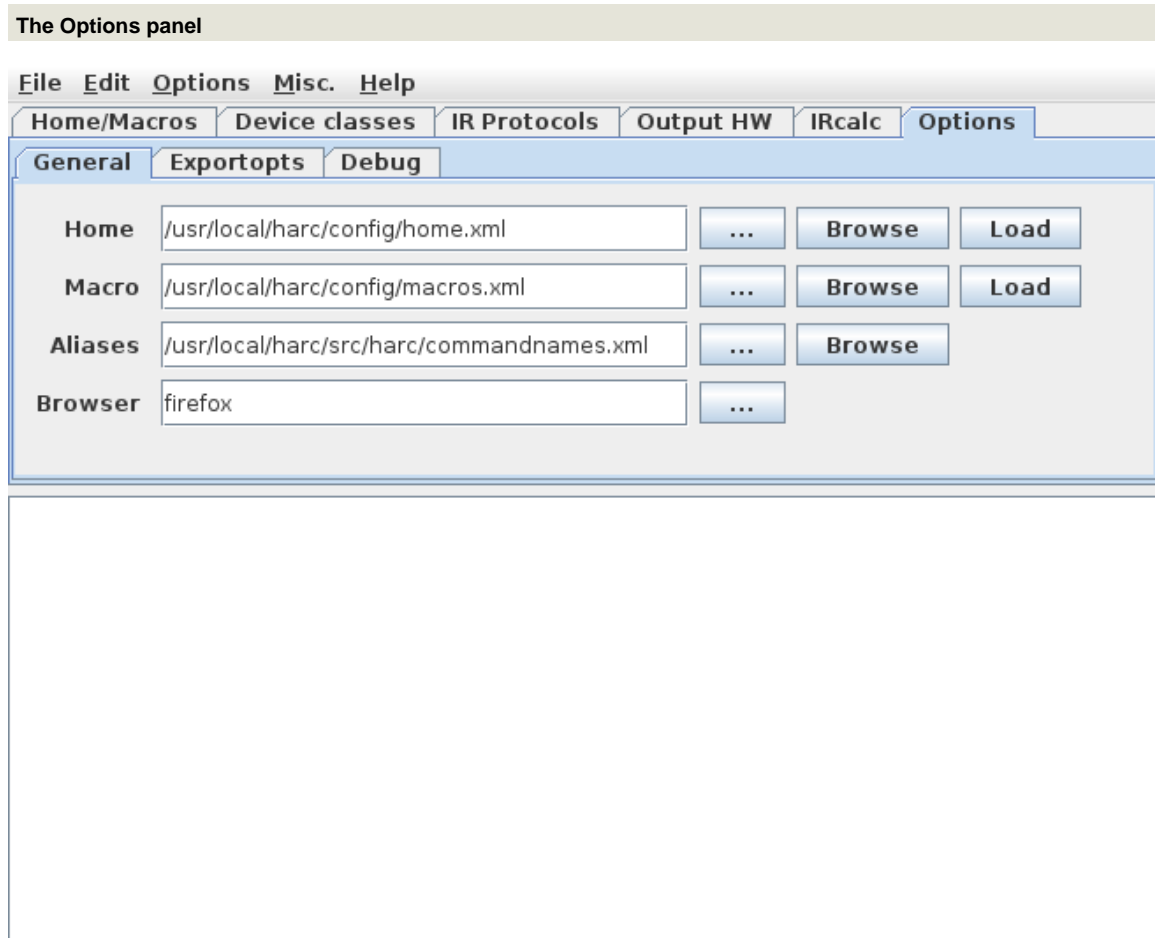 The Options panel
File Edit Options Misc. Help
Home/Macros Device classes IR Protocols Output HW IRcalc Options
General Exportopts Debug
Home /usr/local/harc/config/home.xml ... Browse Load
Macro /usr/local/harc/config/macros.xml ... Browse Load
Aliases /usr/local/harc/src/harc/commandnames.xml ... Browse
Browser firefox ...